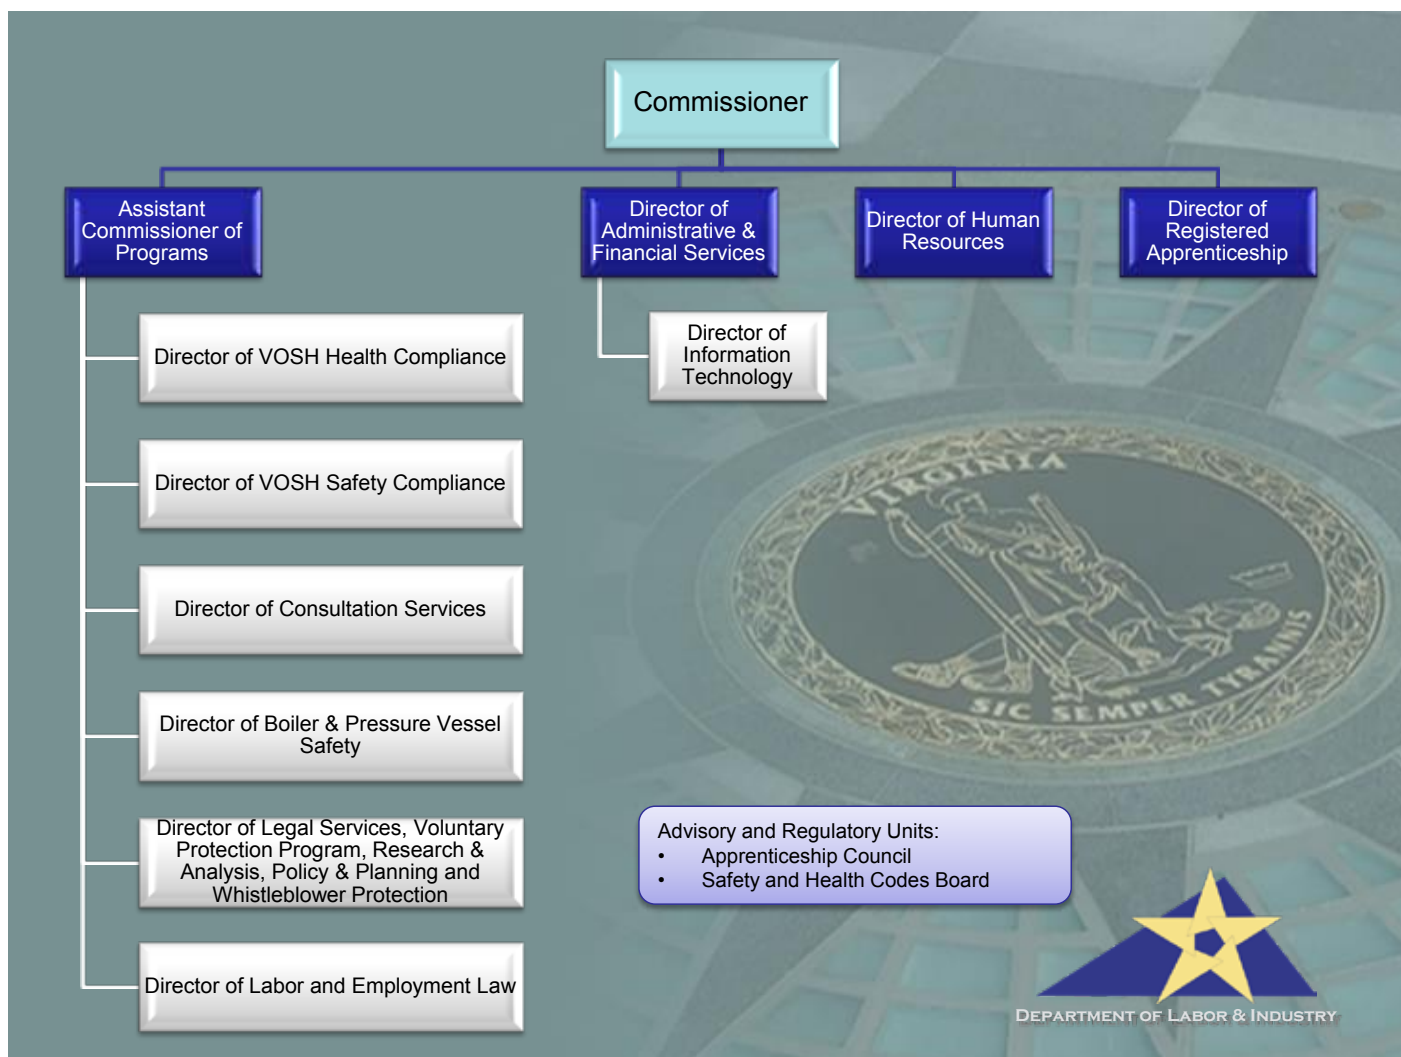 Commissioner
Assistant
Commissioner of
Programs
Director of
Administrative &
Financial Services
Director of Human
Resources
Director of
Registered
Apprenticeship
Director of VOSH Health Compliance
Director of
Information
Technology
Director of VOSH Safety Compliance
Director of Consultation Services
Director of Boiler & Pressure Vessel
Safety
Director of Legal Services, Voluntary
Protection Program, Research &
Analysis, Policy & Planning and
Whistleblower Protection
Director of Labor and Employment Law
VIRGINIA
SIC SEMPER TYRANNIS
Advisory and Regulatory Units:
• Apprenticeship Council
• Safety and Health Codes Board
DEPARTMENT OF LABOR & INDUSTRY